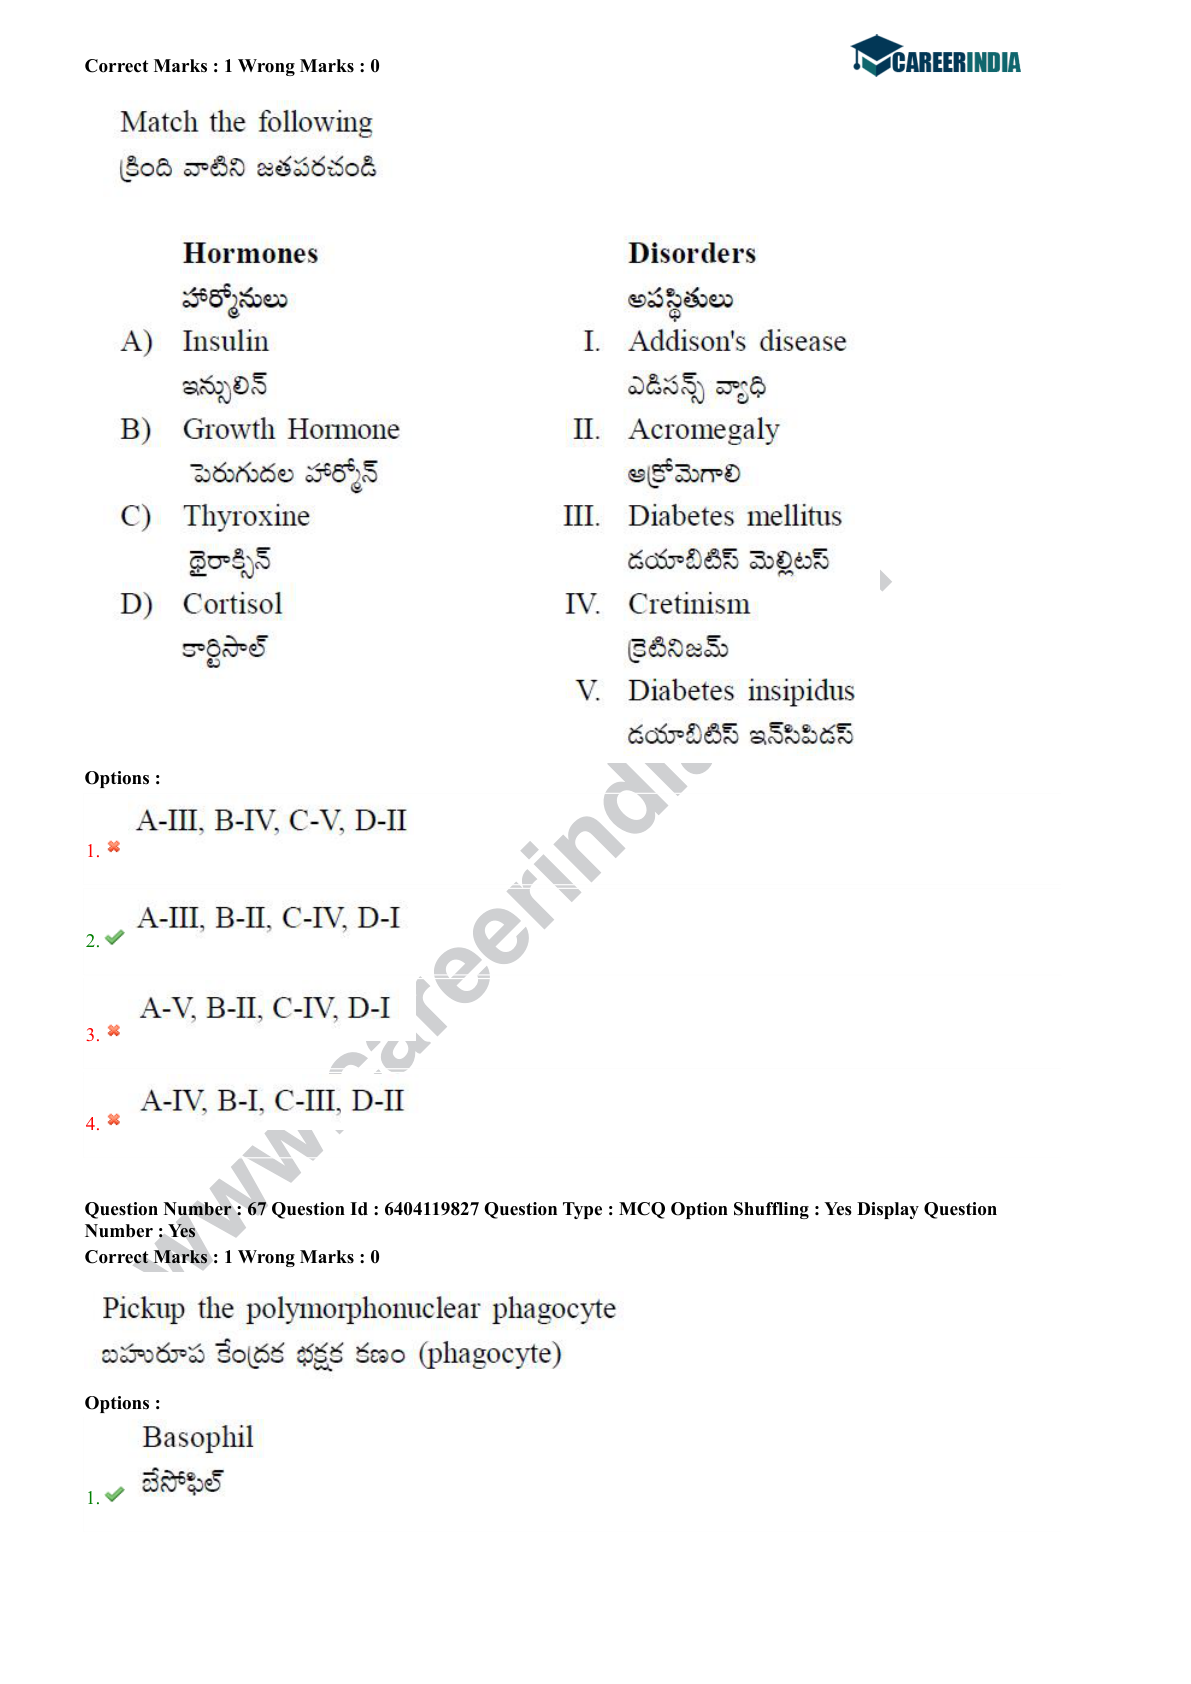 Correct Marks : 1 Wrong Marks : 0
CAREERINDIA
Match the following
క్రింది వాటిని జతపరచండి
Hormones Disorders
హార్మోనులు అపస్థితులు
A) Insulin I. Addison's disease
ఇన్సులిన్ ఎడిసన్స్ వ్యాధి
B) Growth Hormone II. Acromegaly
పెరుగుదల హార్మోన్ ఆక్రోమెగాలి
C) Thyroxine III. Diabetes mellitus
థైరాక్సిన్ డయాబిటిస్ మెల్లిటస్
D) Cortisol IV. Cretinism
కార్టిసాల్ క్రెటినిజమ్
V. Diabetes insipidus
డయాబిటిస్ ఇన్‌సిపిడస్
Options :
A-III, B-IV, C-V, D-II
1.
A-III, B-II, C-IV, D-I
2.
A-V, B-II, C-IV, D-I
3.
A-IV, B-I, C-III, D-II
4.
Question Number : 67 Question Id : 6404119827 Question Type : MCQ Option Shuffling : Yes Display Question
Number : Yes
Correct Marks : 1 Wrong Marks : 0
Pickup the polymorphonuclear phagocyte
బహురూప కేంద్రక భక్షక కణం (phagocyte)
Options :
Basophil
బేసోఫిల్
1.
www.careerindia